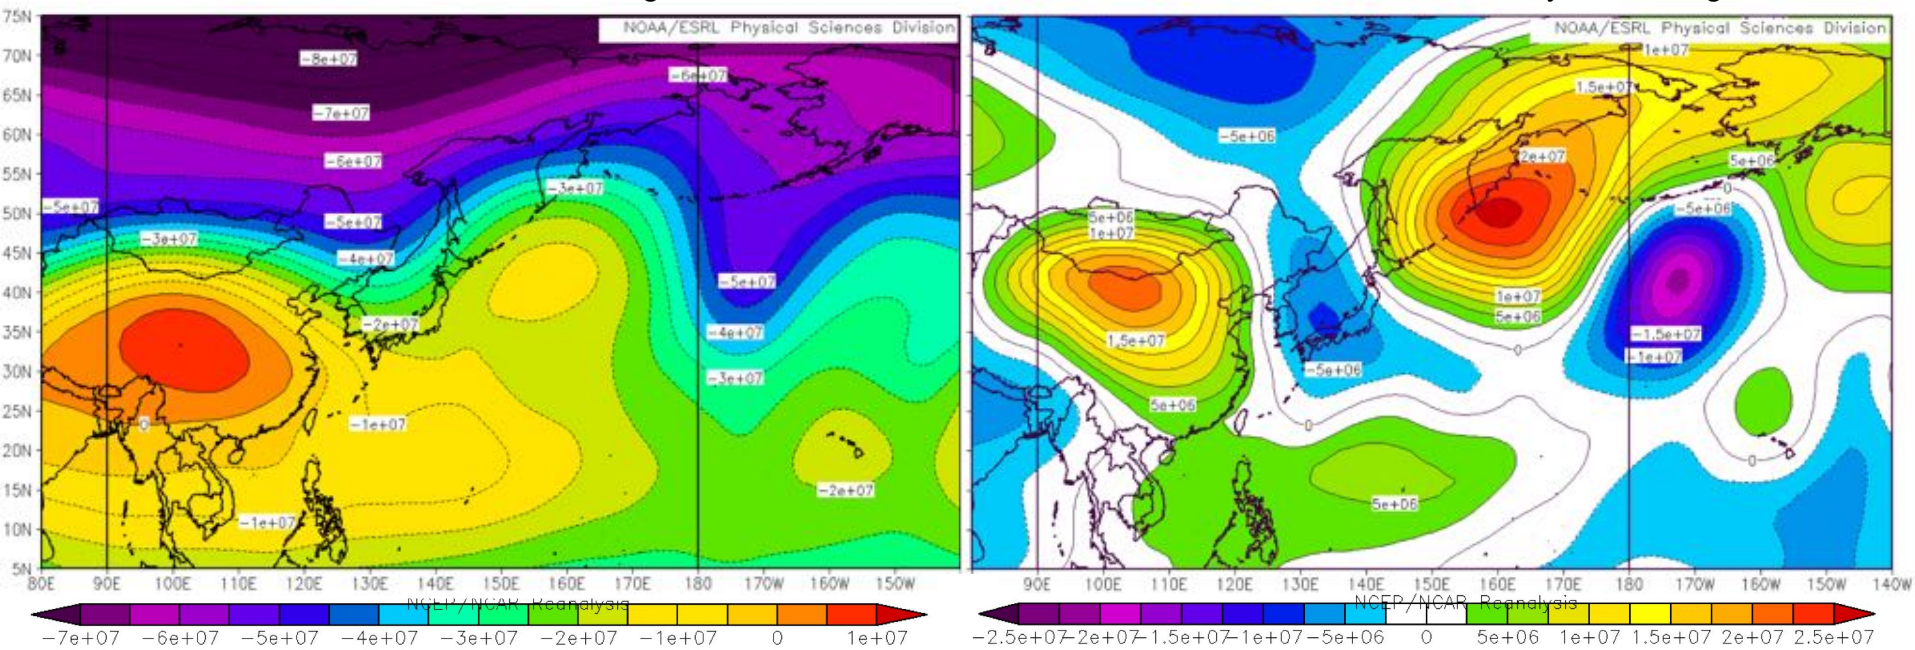 NOAA/ESRL Physical Sciences Division
75N
70N
65N
60N
55N
50N
45N
40N
35N
30N
25N
20N
15N
10N
5N
-8e+07
-6e+07
-7e+07
-6e+07
-3e+07
-5e+07
-5e+07
-3e+07
-4e+07
-5e+07
-2e+07
-4e+07
-3e+07
0
-1e+07
-2e+07
-1e+07
80E 90E 100E 110E 120E 130E 140E 150E 160E 170E 180 170W 160W 150W
NCEP/NCAR Reanalysis
-7e+07 -6e+07 -5e+07 -4e+07 -3e+07 -2e+07 -1e+07 0 1e+07
NOAA/ESRL Physical Sciences Division
1e+07
1.5e+07
-5e+06
2e+07
5e+06
0
-5e+06
5e+06
1e+07
1e+07
5e+06
-1.5e+07
1.5e+07
0
-1e+07
-5e+06
5e+06
0
0
5e+06
90E 100E 110E 120E 130E 140E 150E 160E 170E 180 170W 160W 150W 140W
NCEP/NCAR Reanalysis
-2.5e+07 -2e+07 -1.5e+07 -1e+07 -5e+06 0 5e+06 1e+07 1.5e+07 2e+07 2.5e+07